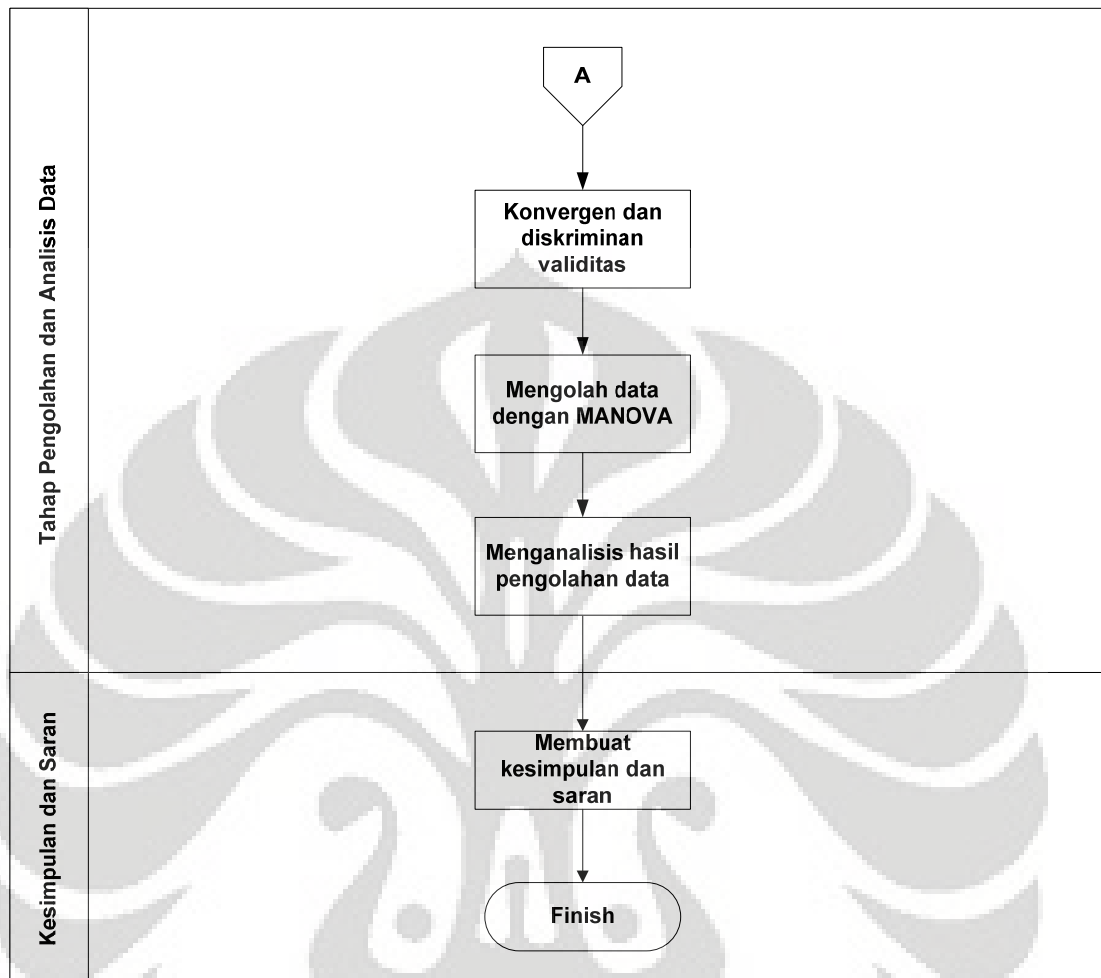 Tahap Pengolahan dan Analisis Data
A
Konvergen dan
diskriminan
validitas
Mengolah data
dengan MANOVA
Menganalisis hasil
pengolahan data
Kesimpulan dan Saran
Membuat
kesimpulan dan
saran
Finish